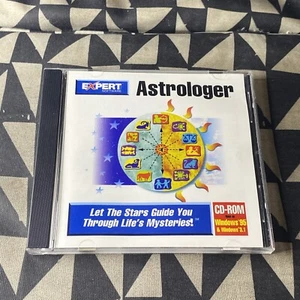 EXPERT
Astrologer
Let The Stars Guide You
Through Life's Mysteries!
CD-ROM
Windows 95
& Windows 3.1